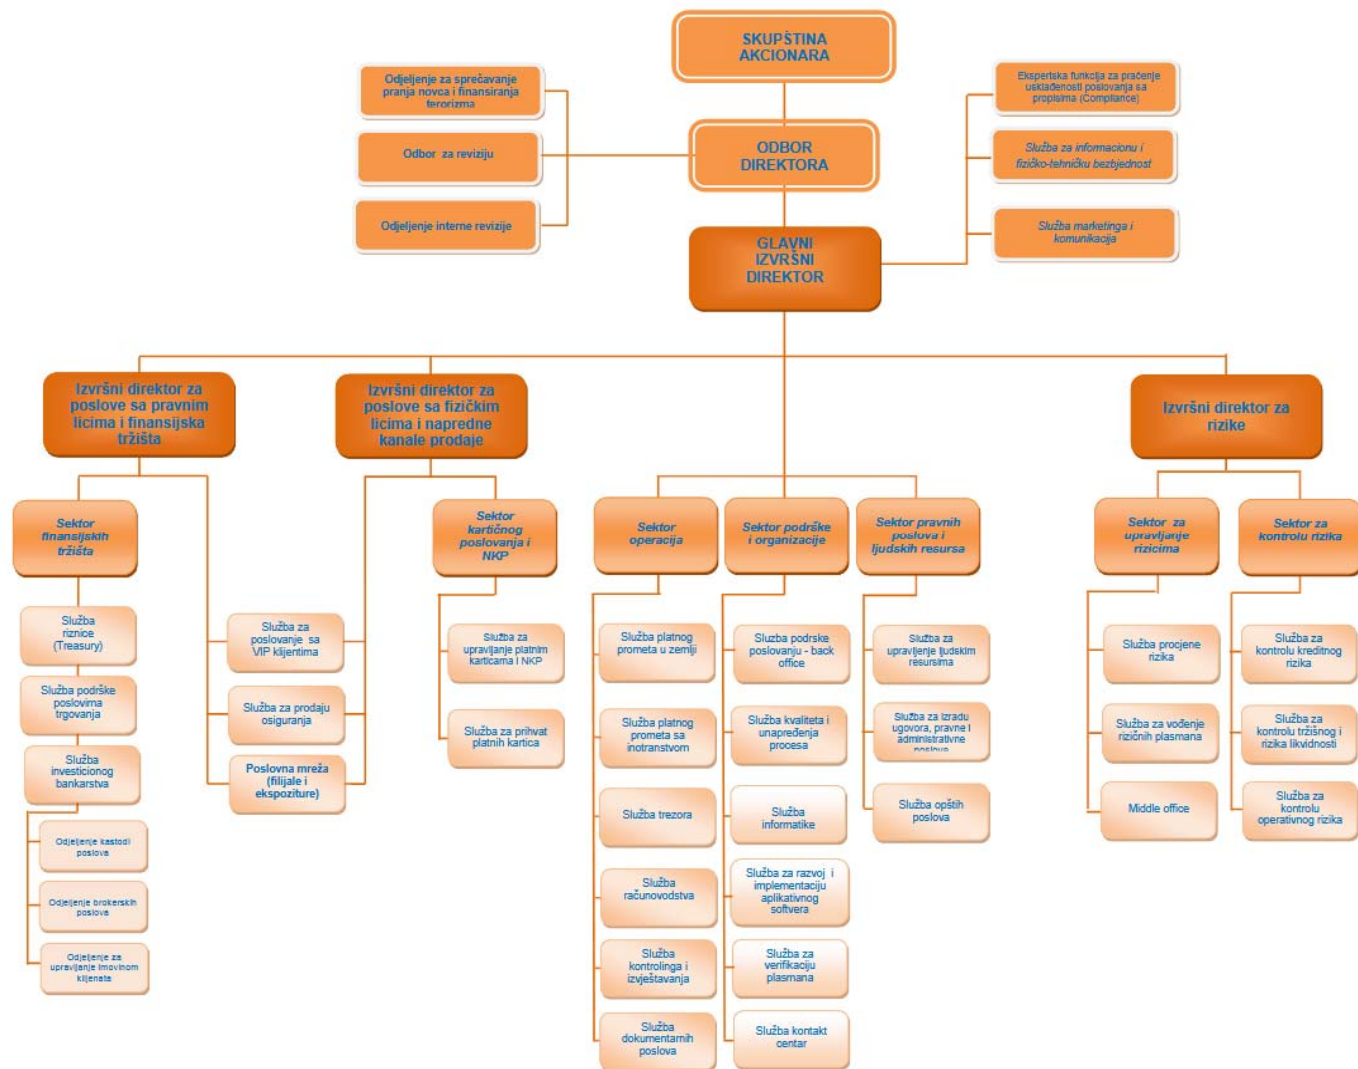 SKUPŠTINA
AKCIONARA
Odjeljenje za sprečavanje
pranja novca i finansiranja
terorizma
Odbor za reviziju
Odjeljenje interne revizije
ODBOR
DIREKTORA
Ekspertska funkcija za praćenje
usklađenosti poslovanja sa
propisima (Compliance)
Služba za informacionu i
fizičko-tehničku bezbjednost
Služba marketinga i
komunikacija
GLAVNI
IZVRŠNI
DIREKTOR
Izvršni direktor za
poslove sa pravnim
licima i finansijska
tržišta
Izvršni direktor za
poslove sa fizičkim
licima i napredne
kanale prodaje
Izvršni direktor za
rizike
Sektor
finansijskih
tržišta
Služba
riznice
(Treasury)
Služba podrške
poslovima
trgovanja
Služba
investicionog
bankarstva
Odjeljenje kastodi
poslova
Odjeljenje brokerskih
poslova
Odjeljenje za
upravljanje imovinom
klijenata
Služba za
poslovanje sa
VIP klijentima
Služba za prodaju
osiguranja
Poslovna mreža
(filijale i
ekspoziture)
Sektor
kartičnog
poslovanja i
NKP
Služba za
upravljanje platnim
karticama I NKP
Služba za prihvat
platnih kartica
Sektor
operacija
Služba platnog
prometa u zemlji
Služba platnog
prometa sa
inotranstvom
Služba trezora
Služba
računovodstva
Služba
kontrolinga i
izvještavanja
Služba
dokumentarnih
poslova
Sektor podrške
i organizacije
Sluzba podrske
poslovanju - back
office
Služba kvaliteta i
unapređenja
procesa
Služba
informatike
Služba za razvoj i
implementaciju
aplikativnog
softvera
Služba za
verifikaciju
plasmana
Služba kontakt
centar
Sektor pravnih
poslova i
ljudskih resursa
Služba za
upravljenje ljudskim
resursima
Služba za izradu
ugovora, pravne I
administrativne
poslove
Služba opštih
poslova
Sektor za
upravljanje
rizicima
Služba procjene
rizika
Služba za vođenje
rizičnih plasmana
Middle office
Sektor za
kontrolu rizika
Služba za
kontrolu kreditnog
rizika
Služba za
kontrolu tržišnog i
rizika likvidnosti
Služba za
kontrolu
operativnog rizika